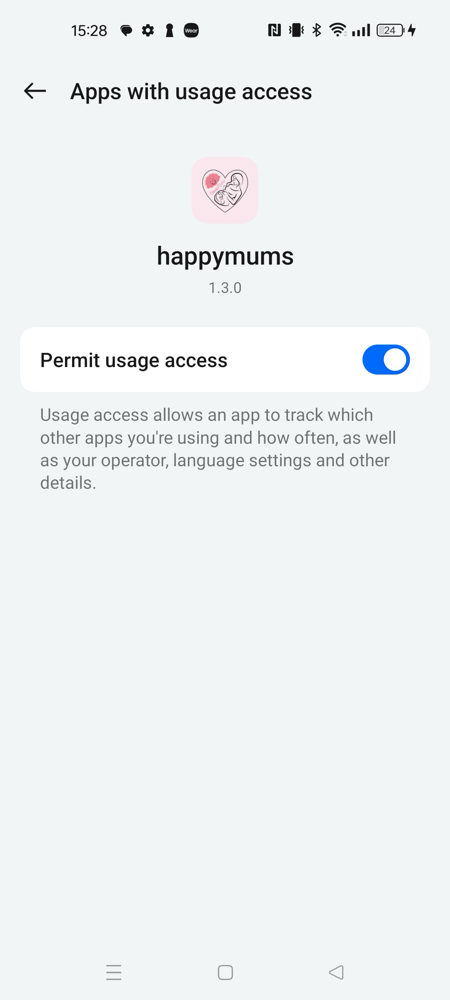 15:28 Wear 24
Apps with usage access
HappyMums
happymums
1.3.0
Permit usage access
Usage access allows an app to track which
other apps you're using and how often, as well
as your operator, language settings and other
details.